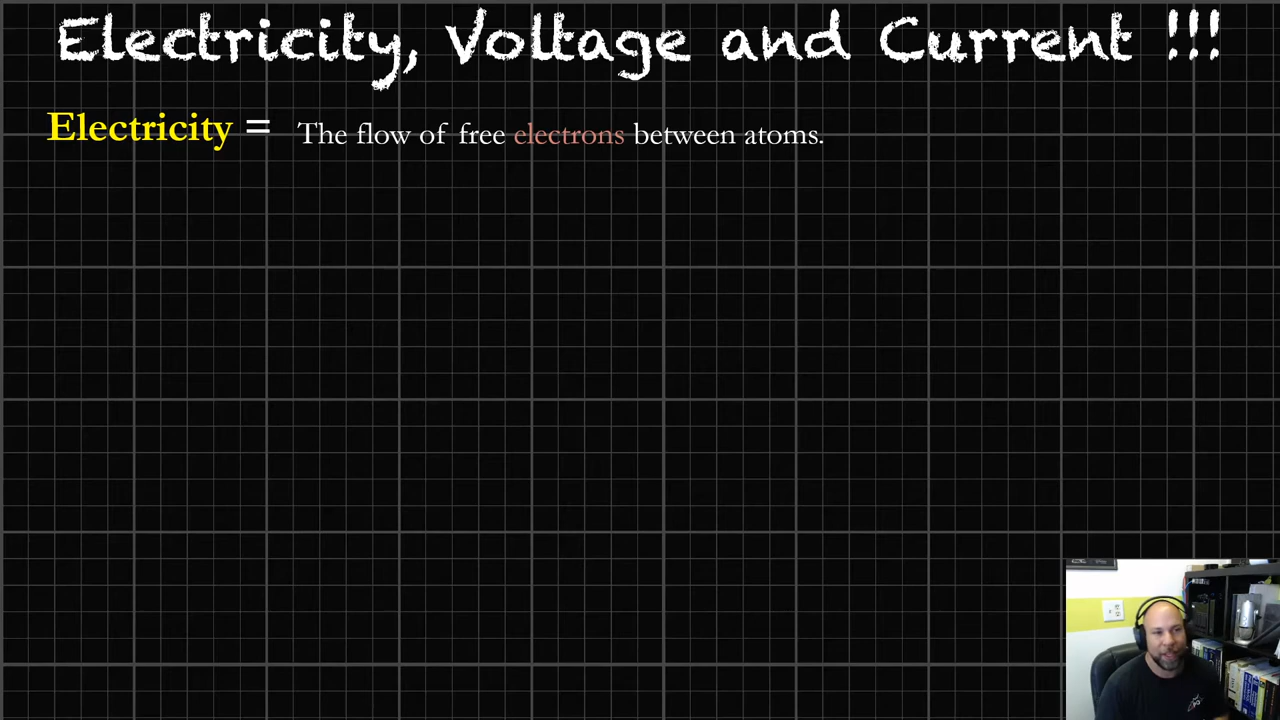 Electricity, Voltage and Current !!!
Electricity = The flow of free electrons between atoms.